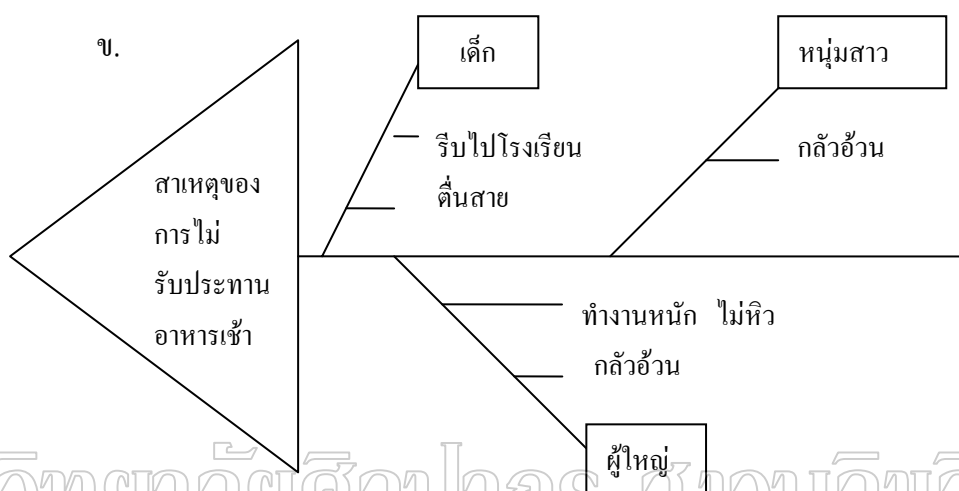 ข.
เด็ก
หนุ่มสาว
รีบไปโรงเรียน
ตื่นสาย
กลัวอ้วน
สาเหตุของ
การไม่
รับประทาน
อาหารเช้า
ทำงานหนัก ไม่หิว
กลัวอ้วน
ผู้ใหญ่